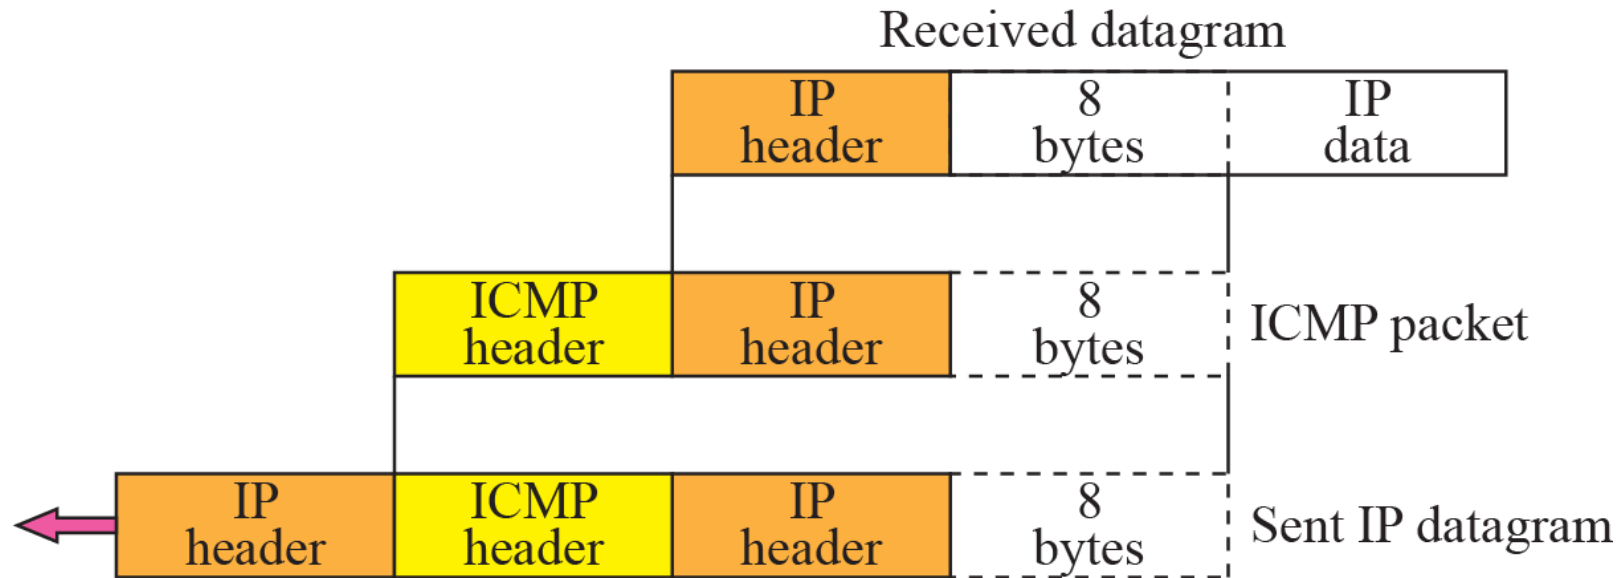 Received datagram
IP
header
8
bytes
IP
data
ICMP
header
IP
header
8
bytes
ICMP packet
IP
header
ICMP
header
IP
header
8
bytes
Sent IP datagram